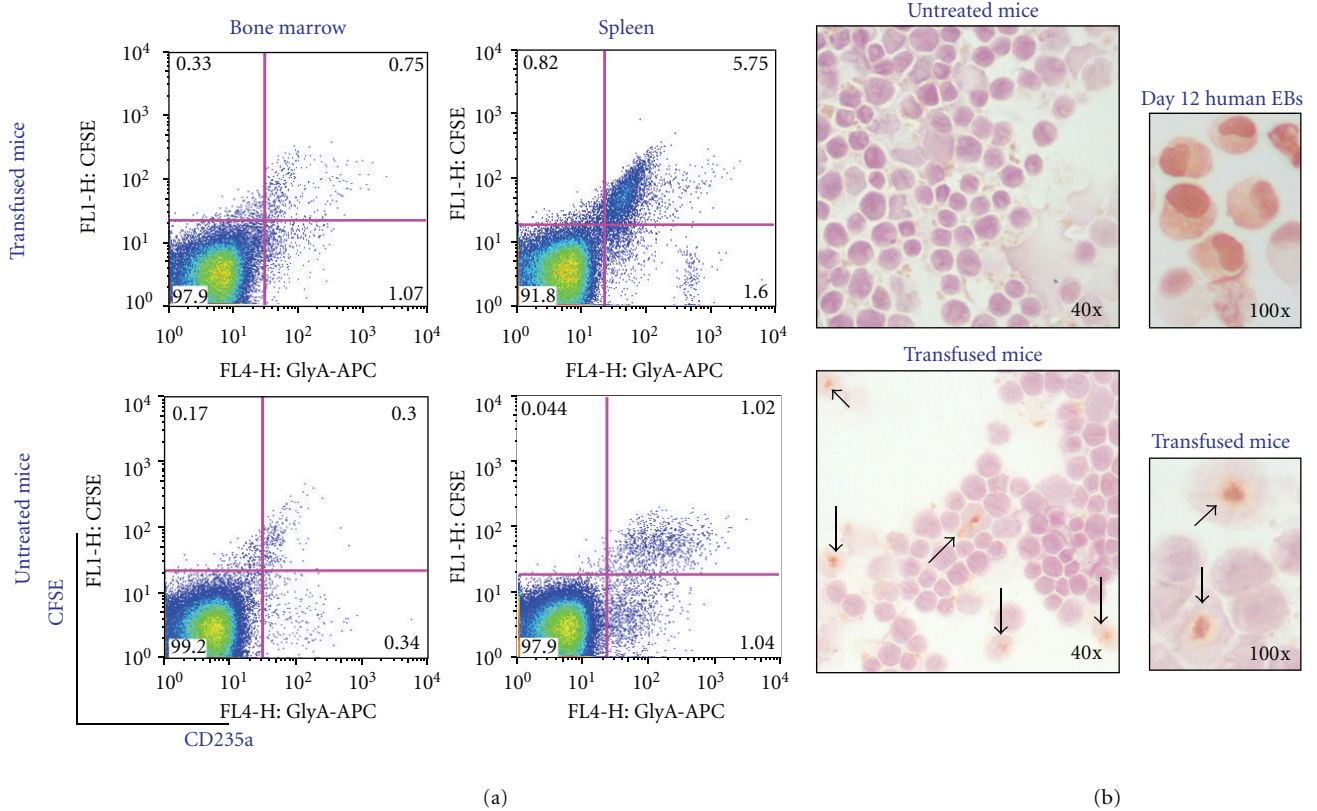 Bone marrow
Spleen
Transfused mice
FL1-H: CFSE
10⁴
10³
10²
10¹
10⁰
0.33
0.75
97.9
1.07
10⁰ 10¹ 10² 10³ 10⁴
FL4-H: GlyA-APC
FL1-H: CFSE
10⁴
10³
10²
10¹
10⁰
0.82
5.75
91.8
1.6
10⁰ 10¹ 10² 10³ 10⁴
FL4-H: GlyA-APC
Untreated mice
FL1-H: CFSE
10⁴
10³
10²
10¹
10⁰
0.17
0.3
99.2
0.34
10⁰ 10¹ 10² 10³ 10⁴
FL4-H: GlyA-APC
FL1-H: CFSE
10⁴
10³
10²
10¹
10⁰
0.044
1.02
97.9
1.04
10⁰ 10¹ 10² 10³ 10⁴
FL4-H: GlyA-APC
CFSE
CD235a
(a)
Untreated mice
40x
Day 12 human EBs
100x
Transfused mice
40x
Transfused mice
100x
(b)